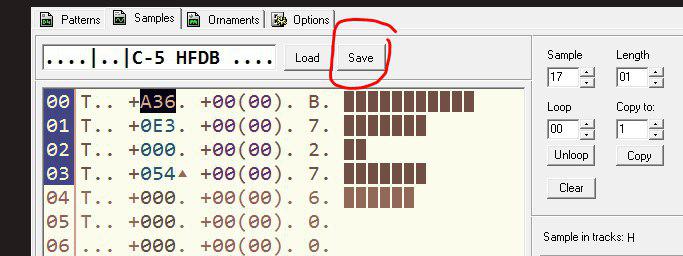 Patterns Samples Ornaments Options
....|..|C-5 HFDB .... Load Save
Sample Length
17 01
Loop Copy to:
00 1
Unloop Copy
Clear
Sample in tracks: H
00 T.. +A36. +00(00). B.
01 T.. +0E3. +00(00). 7.
02 T.. +000. +00(00). 2.
03 T.. +054▲ +00(00). 7.
04 T.. +000. +00(00). 6.
05 T.. +000. +00(00). 0.
06 ... +000. +00(00). 0.